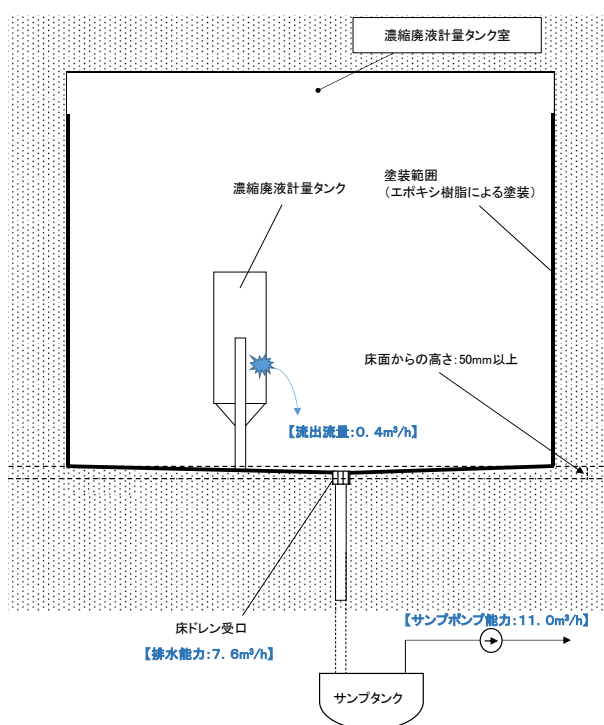 濃縮廃液計量タンク室
塗装範囲
（エポキシ樹脂による塗装）
濃縮廃液計量タンク
床面からの高さ：50mm以上
【流出流量：0．4m³/h】
床ドレン受口
【排水能力：7．6m³/h】
【サンプポンプ能力：11．0m³/h】
サンプタンク